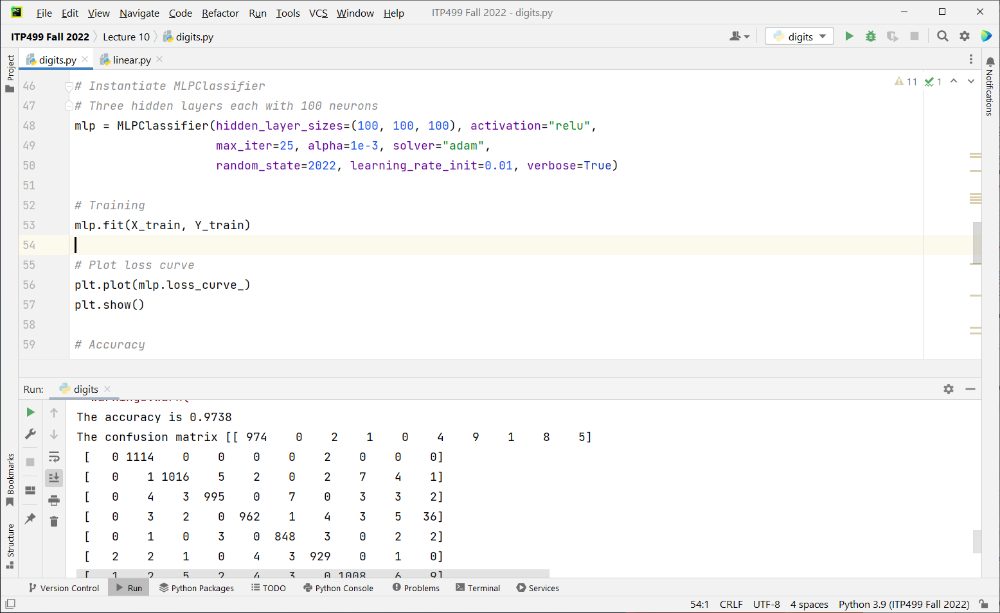 File Edit View Navigate Code Refactor Run Tools VCS Window Help ITP499 Fall 2022 - digits.py
ITP499 Fall 2022 Lecture 10 digits.py digits
Project
digits.py linear.py
Notifications
11 1
46 # Instantiate MLPClassifier
47 # Three hidden layers each with 100 neurons
48 mlp = MLPClassifier(hidden_layer_sizes=(100, 100, 100), activation="relu",
49 max_iter=25, alpha=1e-3, solver="adam",
50 random_state=2022, learning_rate_init=0.01, verbose=True)
51
52 # Training
53 mlp.fit(X_train, Y_train)
54
55 # Plot loss curve
56 plt.plot(mlp.loss_curve_)
57 plt.show()
58
59 # Accuracy
Run: digits
warnings.warn(
The accuracy is 0.9738
The confusion matrix [[ 974 0 2 1 0 4 9 1 8 5]
[ 0 1114 0 0 0 0 2 0 0 0]
[ 0 1 1016 5 2 0 2 7 4 1]
[ 0 4 3 995 0 7 0 3 3 2]
[ 0 3 2 0 962 1 4 3 5 36]
[ 0 1 0 3 0 848 3 0 2 2]
[ 2 2 1 0 4 3 929 0 1 0]
[ 1 2 5 2 4 3 0 1008 6 9]
Bookmarks
Structure
Version Control Run Python Packages TODO Python Console Problems Terminal Services
54:1 CRLF UTF-8 4 spaces Python 3.9 (ITP499 Fall 2022)